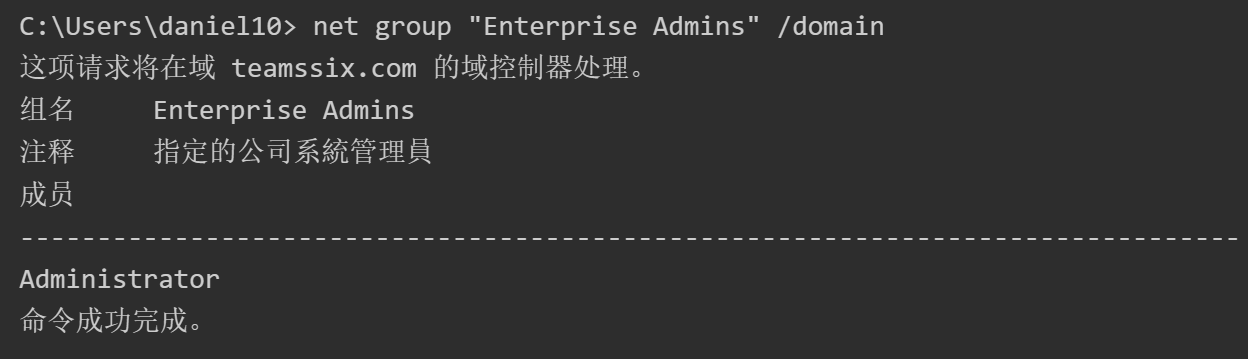 C:\Users\daniel10> net group "Enterprise Admins" /domain
这项请求将在域 teamssix.com 的域控制器处理。
组名     Enterprise Admins
注释     指定的公司系統管理員
成员
-------------------------------------------------------------------------------
Administrator
命令成功完成。